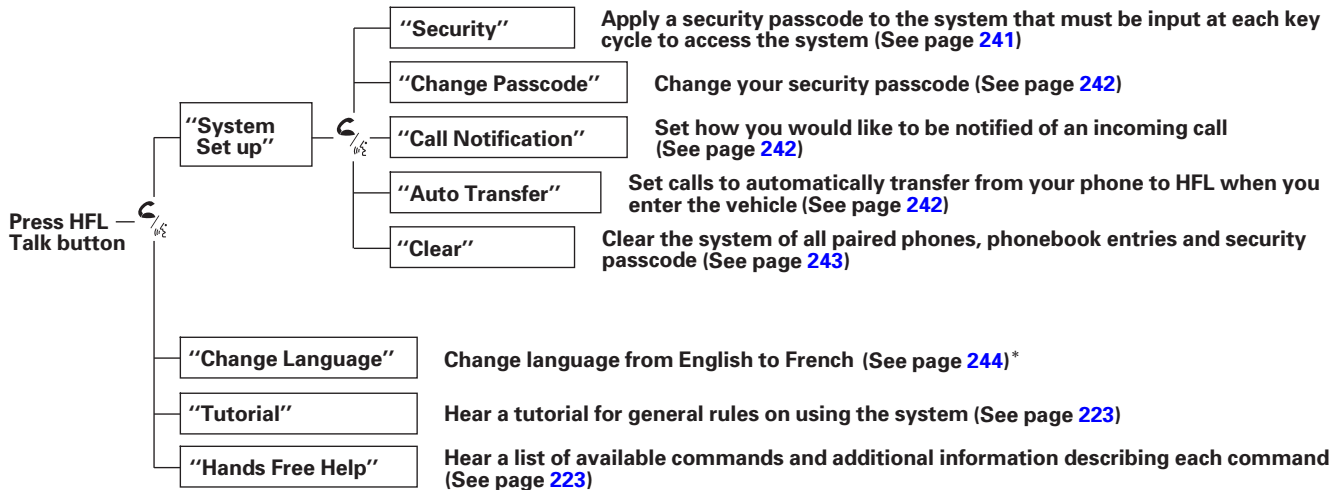 "Security"
Apply a security passcode to the system that must be input at each key
cycle to access the system (See page 241)
"Change Passcode"
Change your security passcode (See page 242)
"System
Set up"
"Call Notification"
Set how you would like to be notified of an incoming call
(See page 242)
"Auto Transfer"
Set calls to automatically transfer from your phone to HFL when you
enter the vehicle (See page 242)
Press HFL
Talk button
"Clear"
Clear the system of all paired phones, phonebook entries and security
passcode (See page 243)
"Change Language"
Change language from English to French (See page 244)*
"Tutorial"
Hear a tutorial for general rules on using the system (See page 223)
"Hands Free Help"
Hear a list of available commands and additional information describing each command
(See page 223)